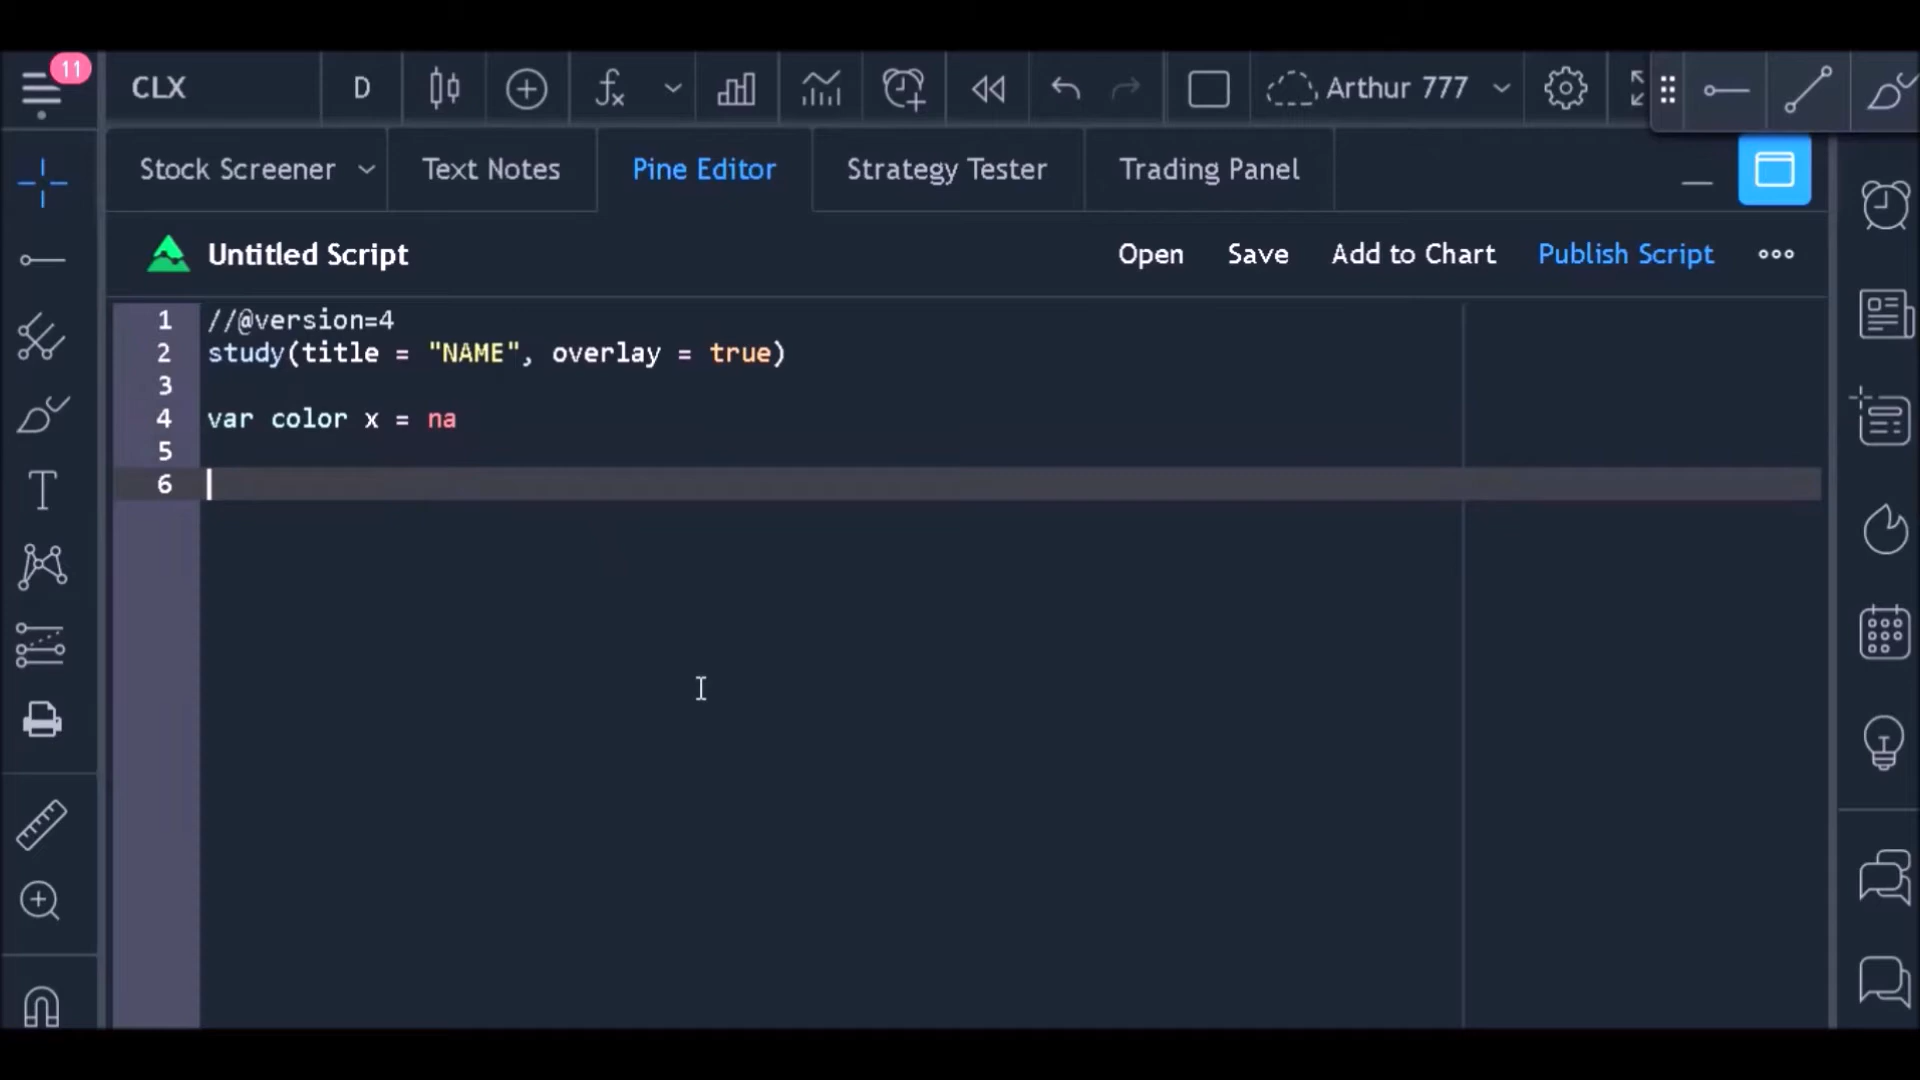 11
CLX
D
fx
Arthur 777
Stock Screener
Text Notes
Pine Editor
Strategy Tester
Trading Panel
Untitled Script
Open
Save
Add to Chart
Publish Script
1 //@version=4
2 study(title = "NAME", overlay = true)
3
4 var color x = na
5
6